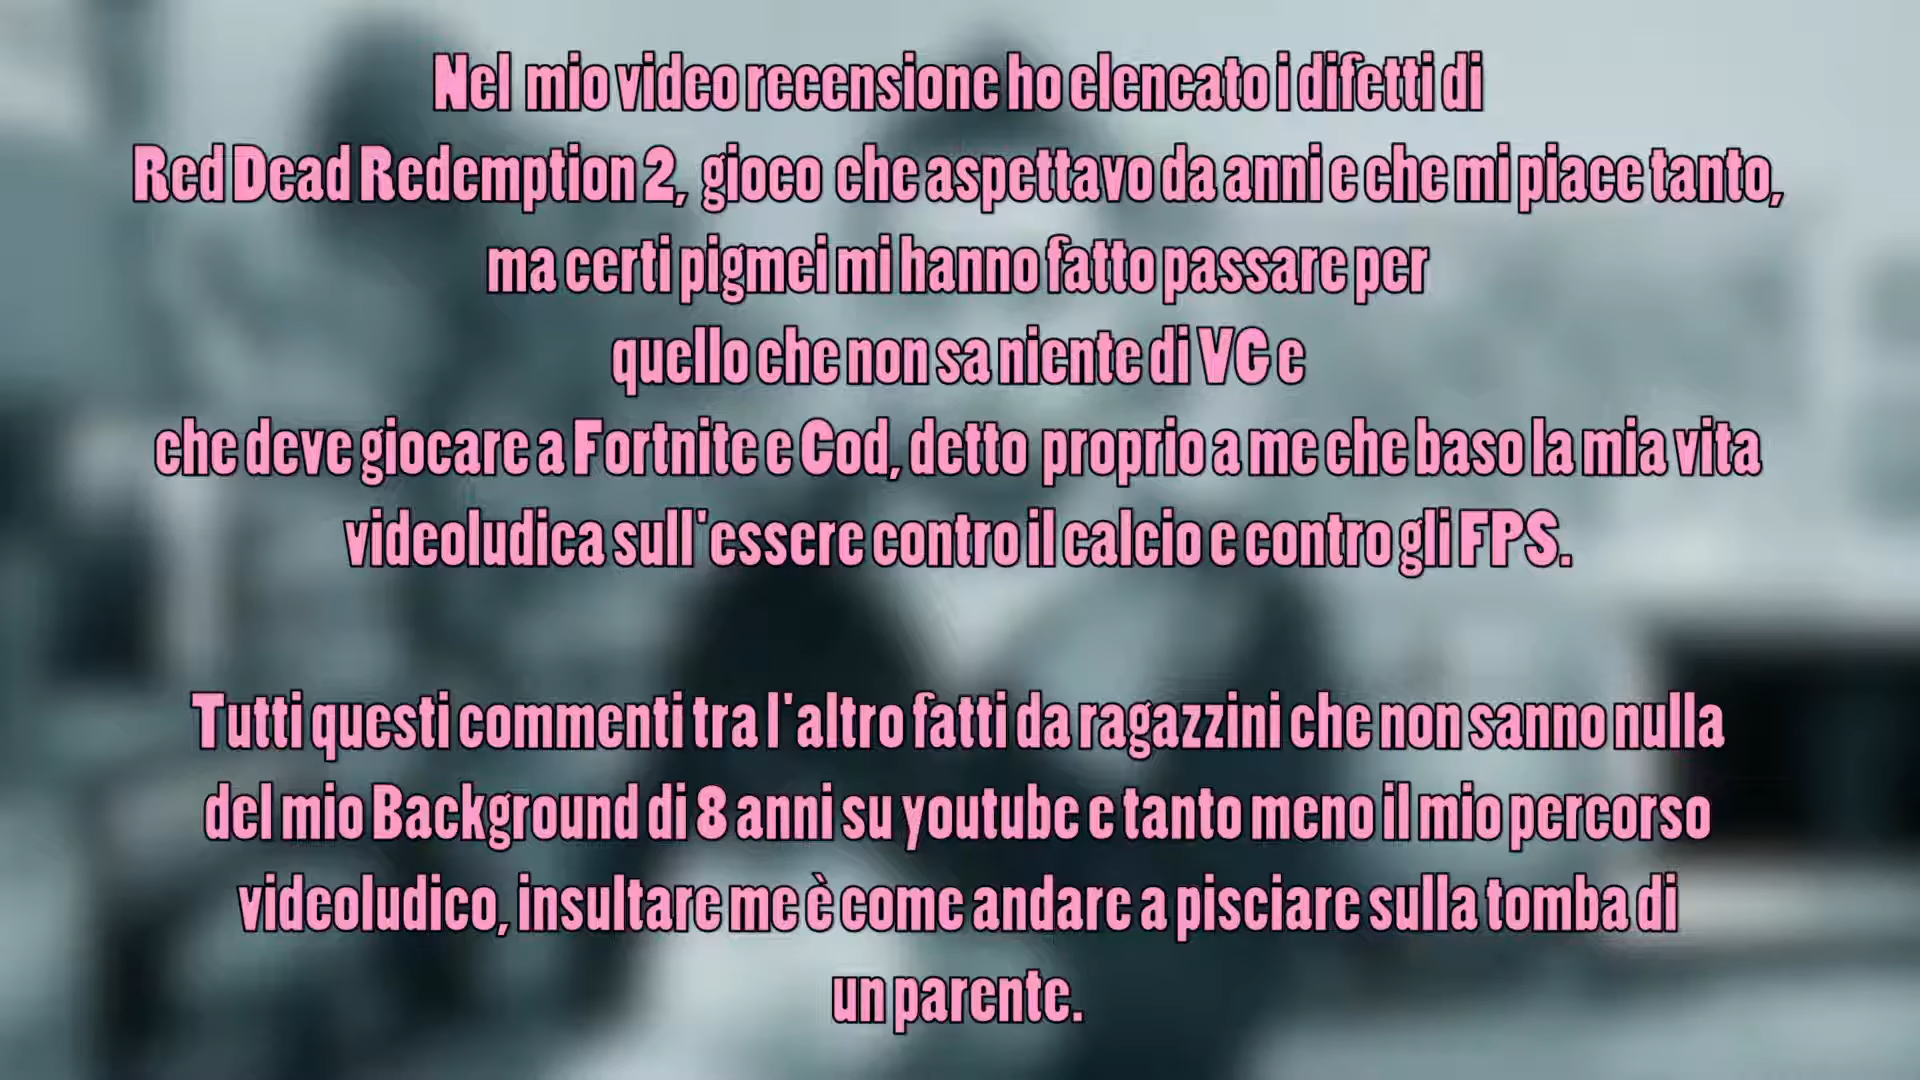 Nel mio video recensione ho elencato i difetti di
Red Dead Redemption 2, gioco che aspettavo da anni e che mi piace tanto,
ma certi pigmei mi hanno fatto passare per
quello che non sa niente di VG e
che deve giocare a Fortnite e Cod, detto proprio a me che baso la mia vita
videoludica sull'essere contro il calcio e contro gli FPS.
Tutti questi commenti tra l'altro fatti da ragazzini che non sanno nulla
del mio Background di 8 anni su youtube e tanto meno il mio percorso
videoludico, insultare me è come andare a pisciare sulla tomba di
un parente.